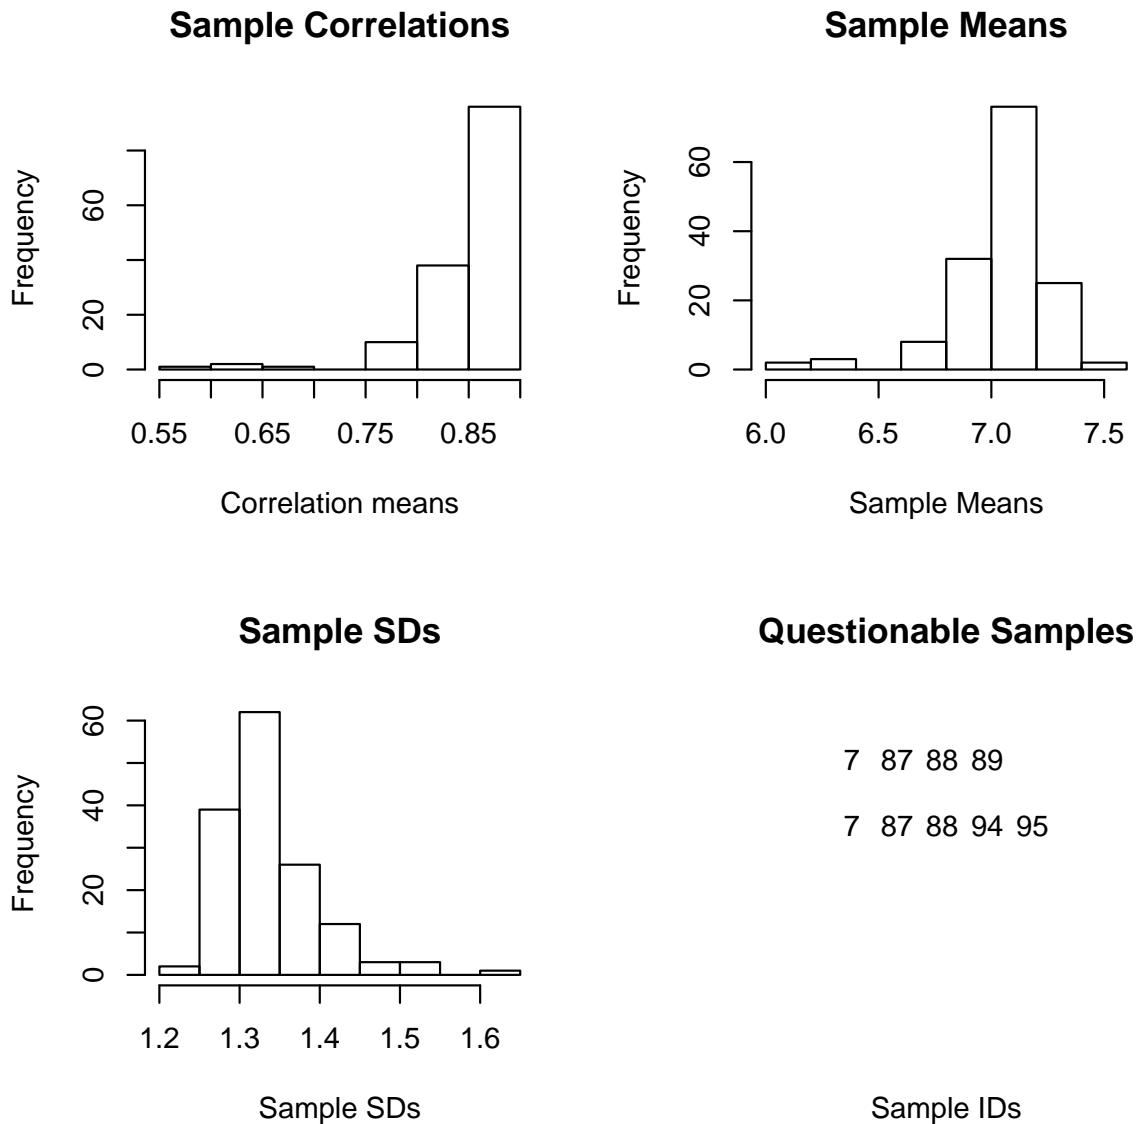 Sample Correlations
Frequency
0 20 60
0.55 0.65 0.75 0.85
Correlation means
Sample Means
Frequency
0 20 40 60
6.0 6.5 7.0 7.5
Sample Means
Sample SDs
Frequency
0 20 40 60
1.2 1.3 1.4 1.5 1.6
Sample SDs
Questionable Samples
7 87 88 89
7 87 88 94 95
Sample IDs